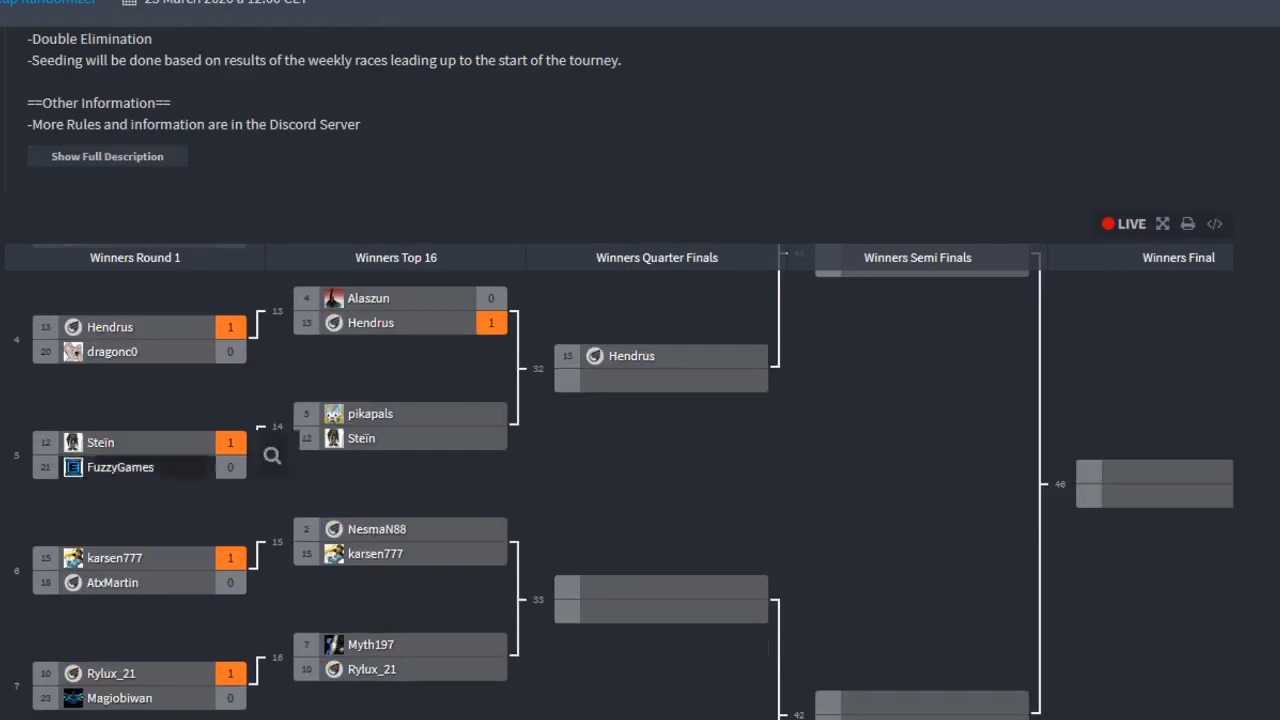 -Double Elimination
-Seeding will be done based on results of the weekly races leading up to the start of the tourney.
==Other Information==
-More Rules and information are in the Discord Server
Show Full Description
LIVE
Winners Round 1
Winners Top 16
Winners Quarter Finals
Winners Semi Finals
Winners Final
4
13 Hendrus 1
20 dragonc0 0
13
4 Alaszun 0
13 Hendrus 1
32
13 Hendrus
41
5
12 Steïn 1
21 FuzzyGames 0
14
5 pikapals
12 Steïn
46
6
15 karsen777 1
18 AtxMartin 0
15
2 NesmaN88
15 karsen777
33
7
10 Rylux_21 1
23 Magiobiwan 0
16
7 Myth197
10 Rylux_21
42